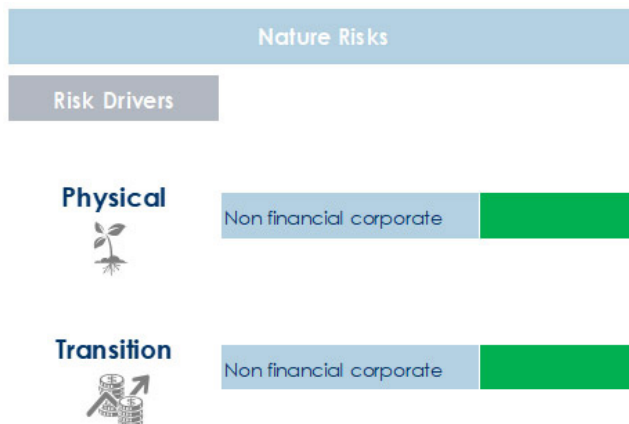 Nature Risks
Risk Drivers
Physical
Non financial corporate
Transition
Non financial corporate